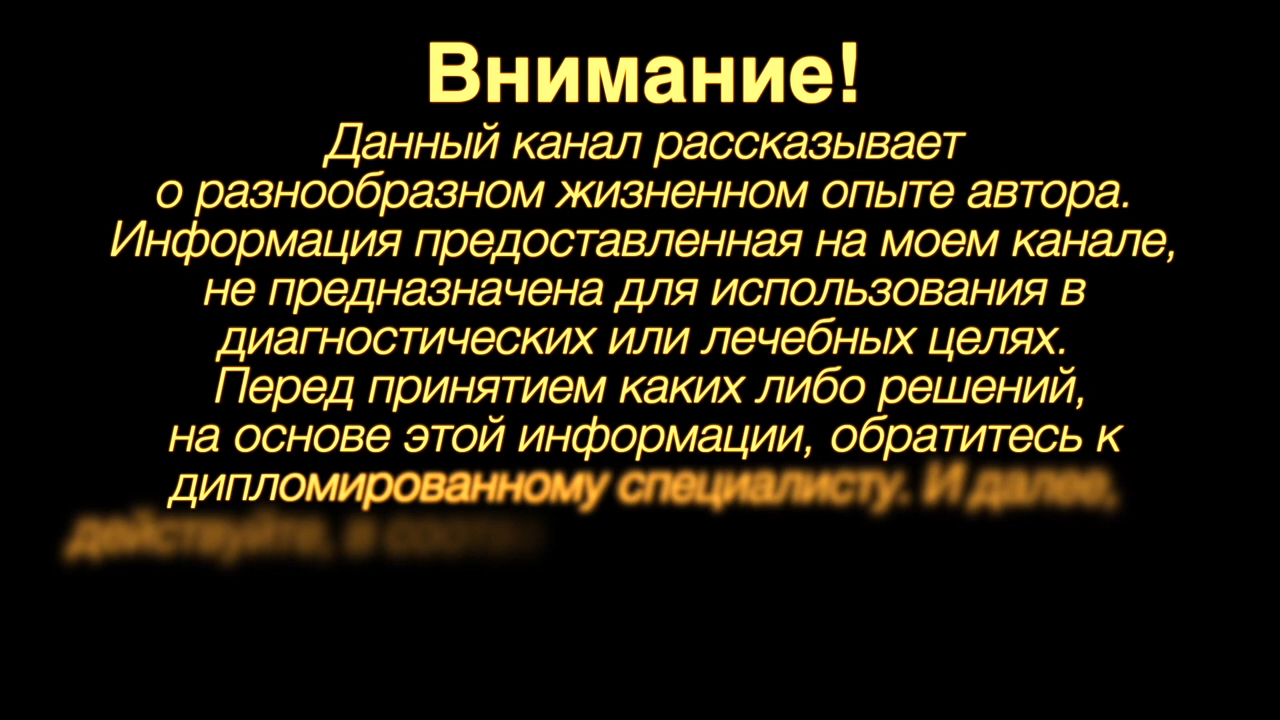 Внимание!
Данный канал рассказывает
о разнообразном жизненном опыте автора.
Информация предоставленная на моем канале,
не предназначена для использования в
диагностических или лечебных целях.
Перед принятием каких либо решений,
на основе этой информации, обратитесь к
дипломированному специалисту. И далее,
действуйте, в